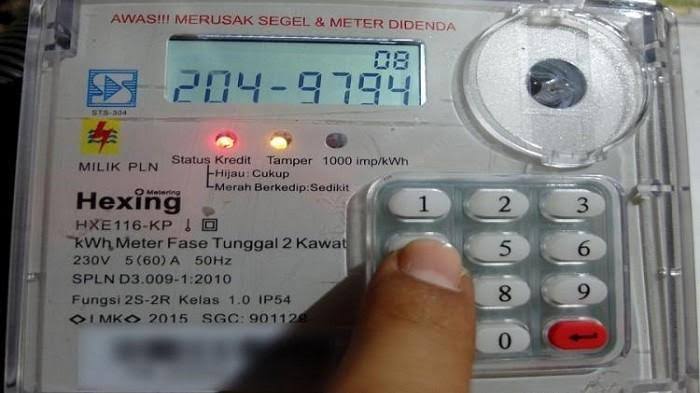 AWAS!!! MERUSAK SEGEL & METER DIDENDA
08
204-9794
STS
STS-304
MILIK PLN
Status Kredit Tamper 1000 imp/kWh
Hijau: Cukup
Merah Berkedip: Sedikit
Hexing Metering
HXE116-KP
kWh Meter Fase Tunggal 2 Kawat
230V 5(60)A 50Hz
SPLN D3.009-1:2010
Fungsi 2S-2R Kelas 1.0 IP54
LMK 2015 SGC: 901129
1 2 3
5 6
8 9
0